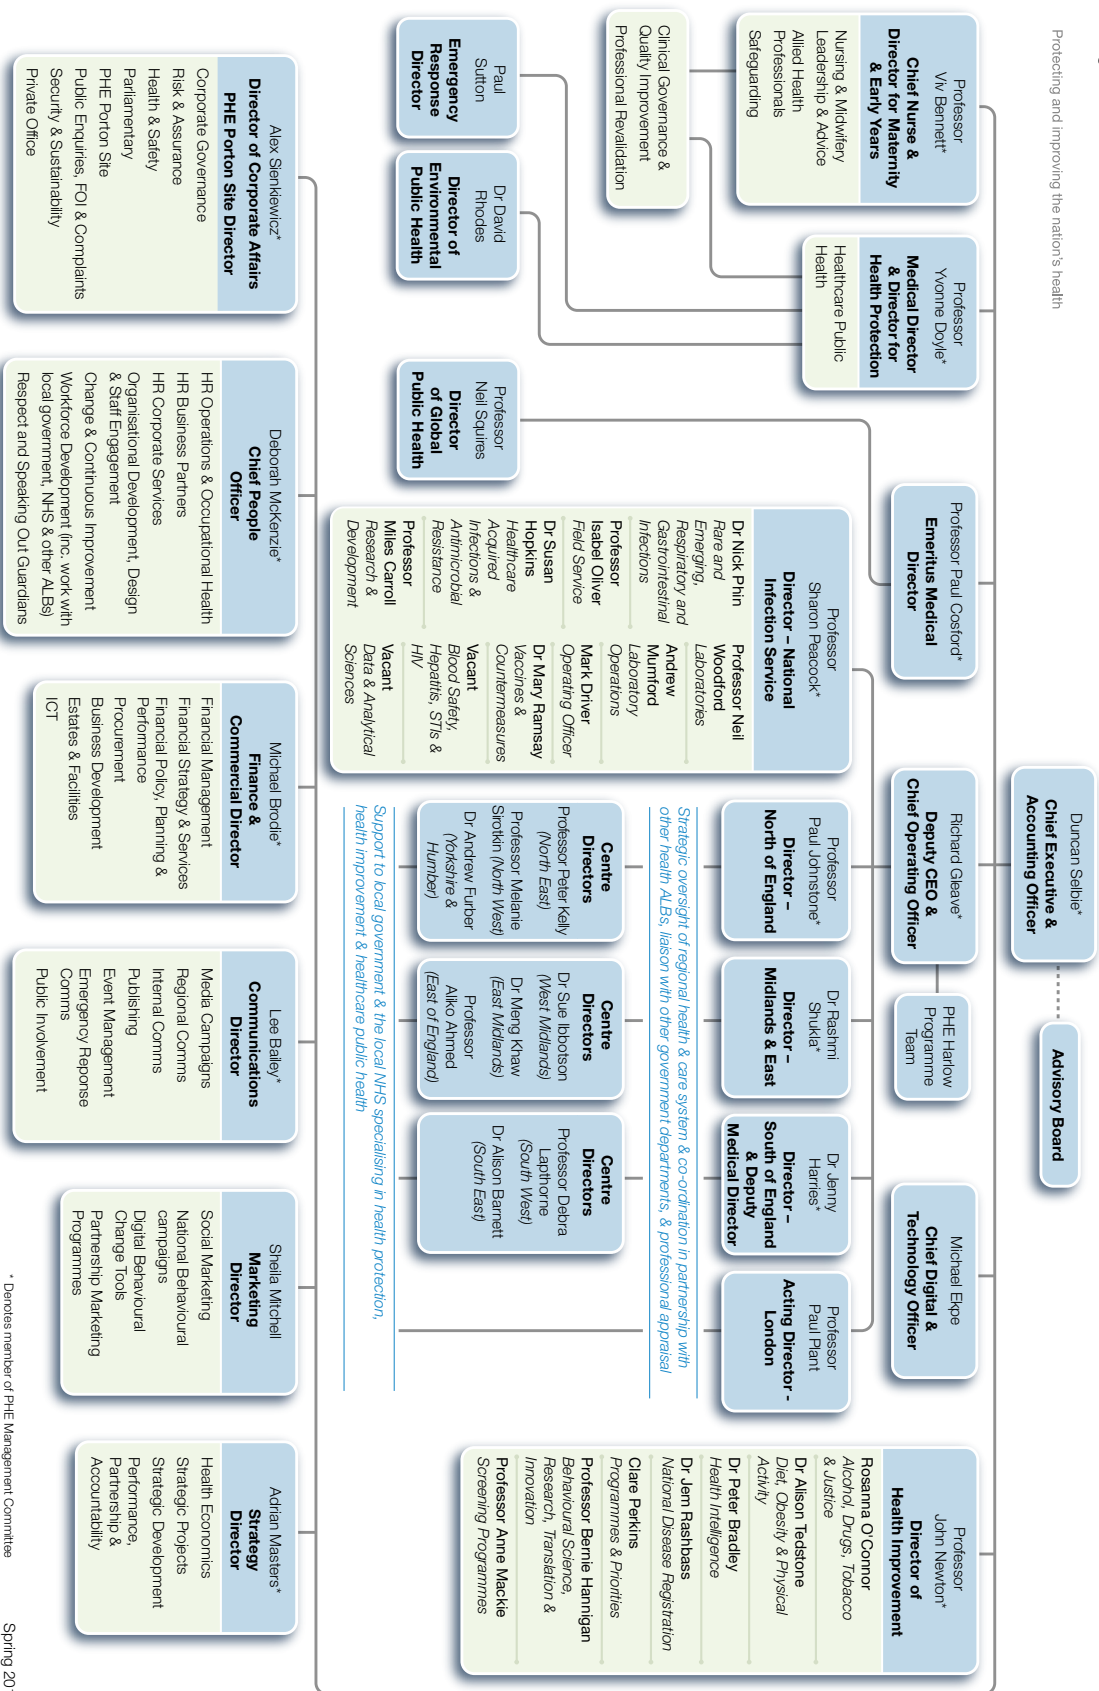 Protecting and improving the nation's health
Duncan Selbie*
Chief Executive &
Accounting Officer
Advisory Board
Professor
Viv Bennett*
Chief Nurse &
Director for Maternity
& Early Years
Nursing & Midwifery
Leadership & Advice
Allied Health
Professionals
Safeguarding
Clinical Governance &
Quality Improvement
Professional Revalidation
Professor
Yvonne Doyle*
Medical Director
& Director for
Health Protection
Healthcare Public
Health
Paul
Sutton
Emergency
Response
Director
Dr David
Rhodes
Director of
Environmental
Public Health
Professor Paul Cosford*
Emeritus Medical
Director
Professor
Neil Squires
Director
of Global
Public Health
Richard Gleave*
Deputy CEO &
Chief Operating Officer
PHE Harlow
Programme
Team
Michael Ekpe
Chief Digital &
Technology Officer
Professor
John Newton*
Director of
Health Improvement
Rosanna O'Connor
Alcohol, Drugs, Tobacco
& Justice
Dr Alison Tedstone
Diet, Obesity & Physical
Activity
Dr Peter Bradley
Health Intelligence
Dr Jem Rashbass
National Disease Registration
Clare Perkins
Programmes & Priorities
Professor Bernie Hannigan
Behavioural Science,
Research, Translation &
Innovation
Professor Anne Mackie
Screening Programmes
Professor
Sharon Peacock*
Director – National
Infection Service
Dr Nick Phin
Rare and
Emerging,
Respiratory and
Gastrointestinal
Infections
Professor
Isabel Oliver
Field Service
Dr Susan
Hopkins
Healthcare
Acquired
Infections &
Antimicrobial
Resistance
Professor
Miles Carroll
Research &
Development
Professor Neil
Woodford
Laboratories
Andrew
Mumford
Laboratory
Operations
Mark Driver
Operating Officer
Dr Mary Ramsay
Vaccines &
Countermeasures
Vacant
Blood Safety,
Hepatitis, STIs &
HIV
Vacant
Data & Analytical
Sciences
Professor
Paul Johnstone*
Director –
North of England
Dr Rashmi
Shukla*
Director –
Midlands & East
Dr Jenny
Harries*
Director –
South of England
& Deputy
Medical Director
Professor
Paul Plant
Acting Director -
London
Strategic oversight of regional health & care system & co-ordination in partnership with
other health ALBs, liaison with other government departments, & professional appraisal
Centre
Directors
Professor Peter Kelly
(North East)
Professor Melanie
Sirotkin (North West)
Dr Andrew Furber
(Yorkshire &
Humber)
Centre
Directors
Dr Sue Ibbotson
(West Midlands)
Dr Meng Khaw
(East Midlands)
Professor
Aliko Ahmed
(East of England)
Centre
Directors
Professor Debra
Lapthorne
(South West)
Dr Alison Barnett
(South East)
Support to local government & the local NHS specialising in health protection,
health improvement & healthcare public health
Alex Sienkiewicz*
Director of Corporate Affairs
PHE Porton Site Director
Corporate Governance
Risk & Assurance
Health & Safety
Parliamentary
PHE Porton Site
Public Enquiries, FOI & Complaints
Security & Sustainability
Private Office
Deborah McKenzie*
Chief People
Officer
HR Operations & Occupational Health
HR Business Partners
HR Corporate Services
Organisational Development, Design
& Staff Engagement
Change & Continuous Improvement
Workforce Development (inc. work with
local government, NHS & other ALBs)
Respect and Speaking Out Guardians
Michael Brodie*
Finance &
Commercial Director
Financial Management
Financial Strategy & Services
Financial Policy, Planning &
Performance
Procurement
Business Development
Estates & Facilities
ICT
Lee Bailey*
Communications
Director
Media Campaigns
Regional Comms
Internal Comms
Publishing
Event Management
Emergency Reponse
Comms
Public Involvement
Sheila Mitchell
Marketing
Director
Social Marketing
National Behavioural
campaigns
Digital Behavioural
Change Tools
Partnership Marketing
Programmes
Adrian Masters*
Strategy
Director
Health Economics
Strategic Projects
Strategic Development
Performance,
Partnership &
Accountability
* Denotes member of PHE Management Committee
Spring 20